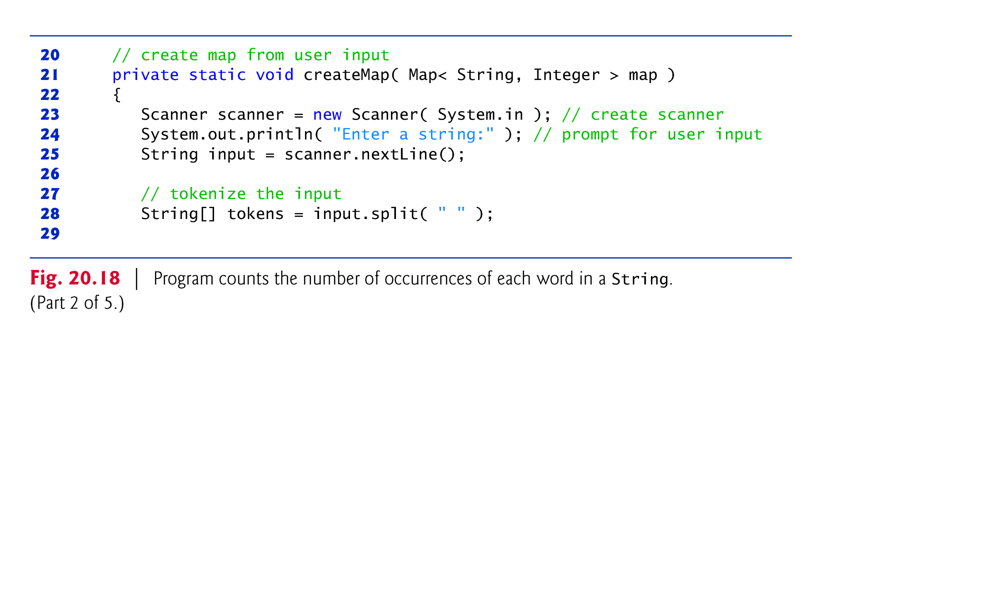 20 // create map from user input
21 private static void createMap( Map< String, Integer > map )
22 {
23 Scanner scanner = new Scanner( System.in ); // create scanner
24 System.out.println( "Enter a string:" ); // prompt for user input
25 String input = scanner.nextLine();
26
27 // tokenize the input
28 String[] tokens = input.split( " " );
29
Fig. 20.18 | Program counts the number of occurrences of each word in a String.
(Part 2 of 5.)